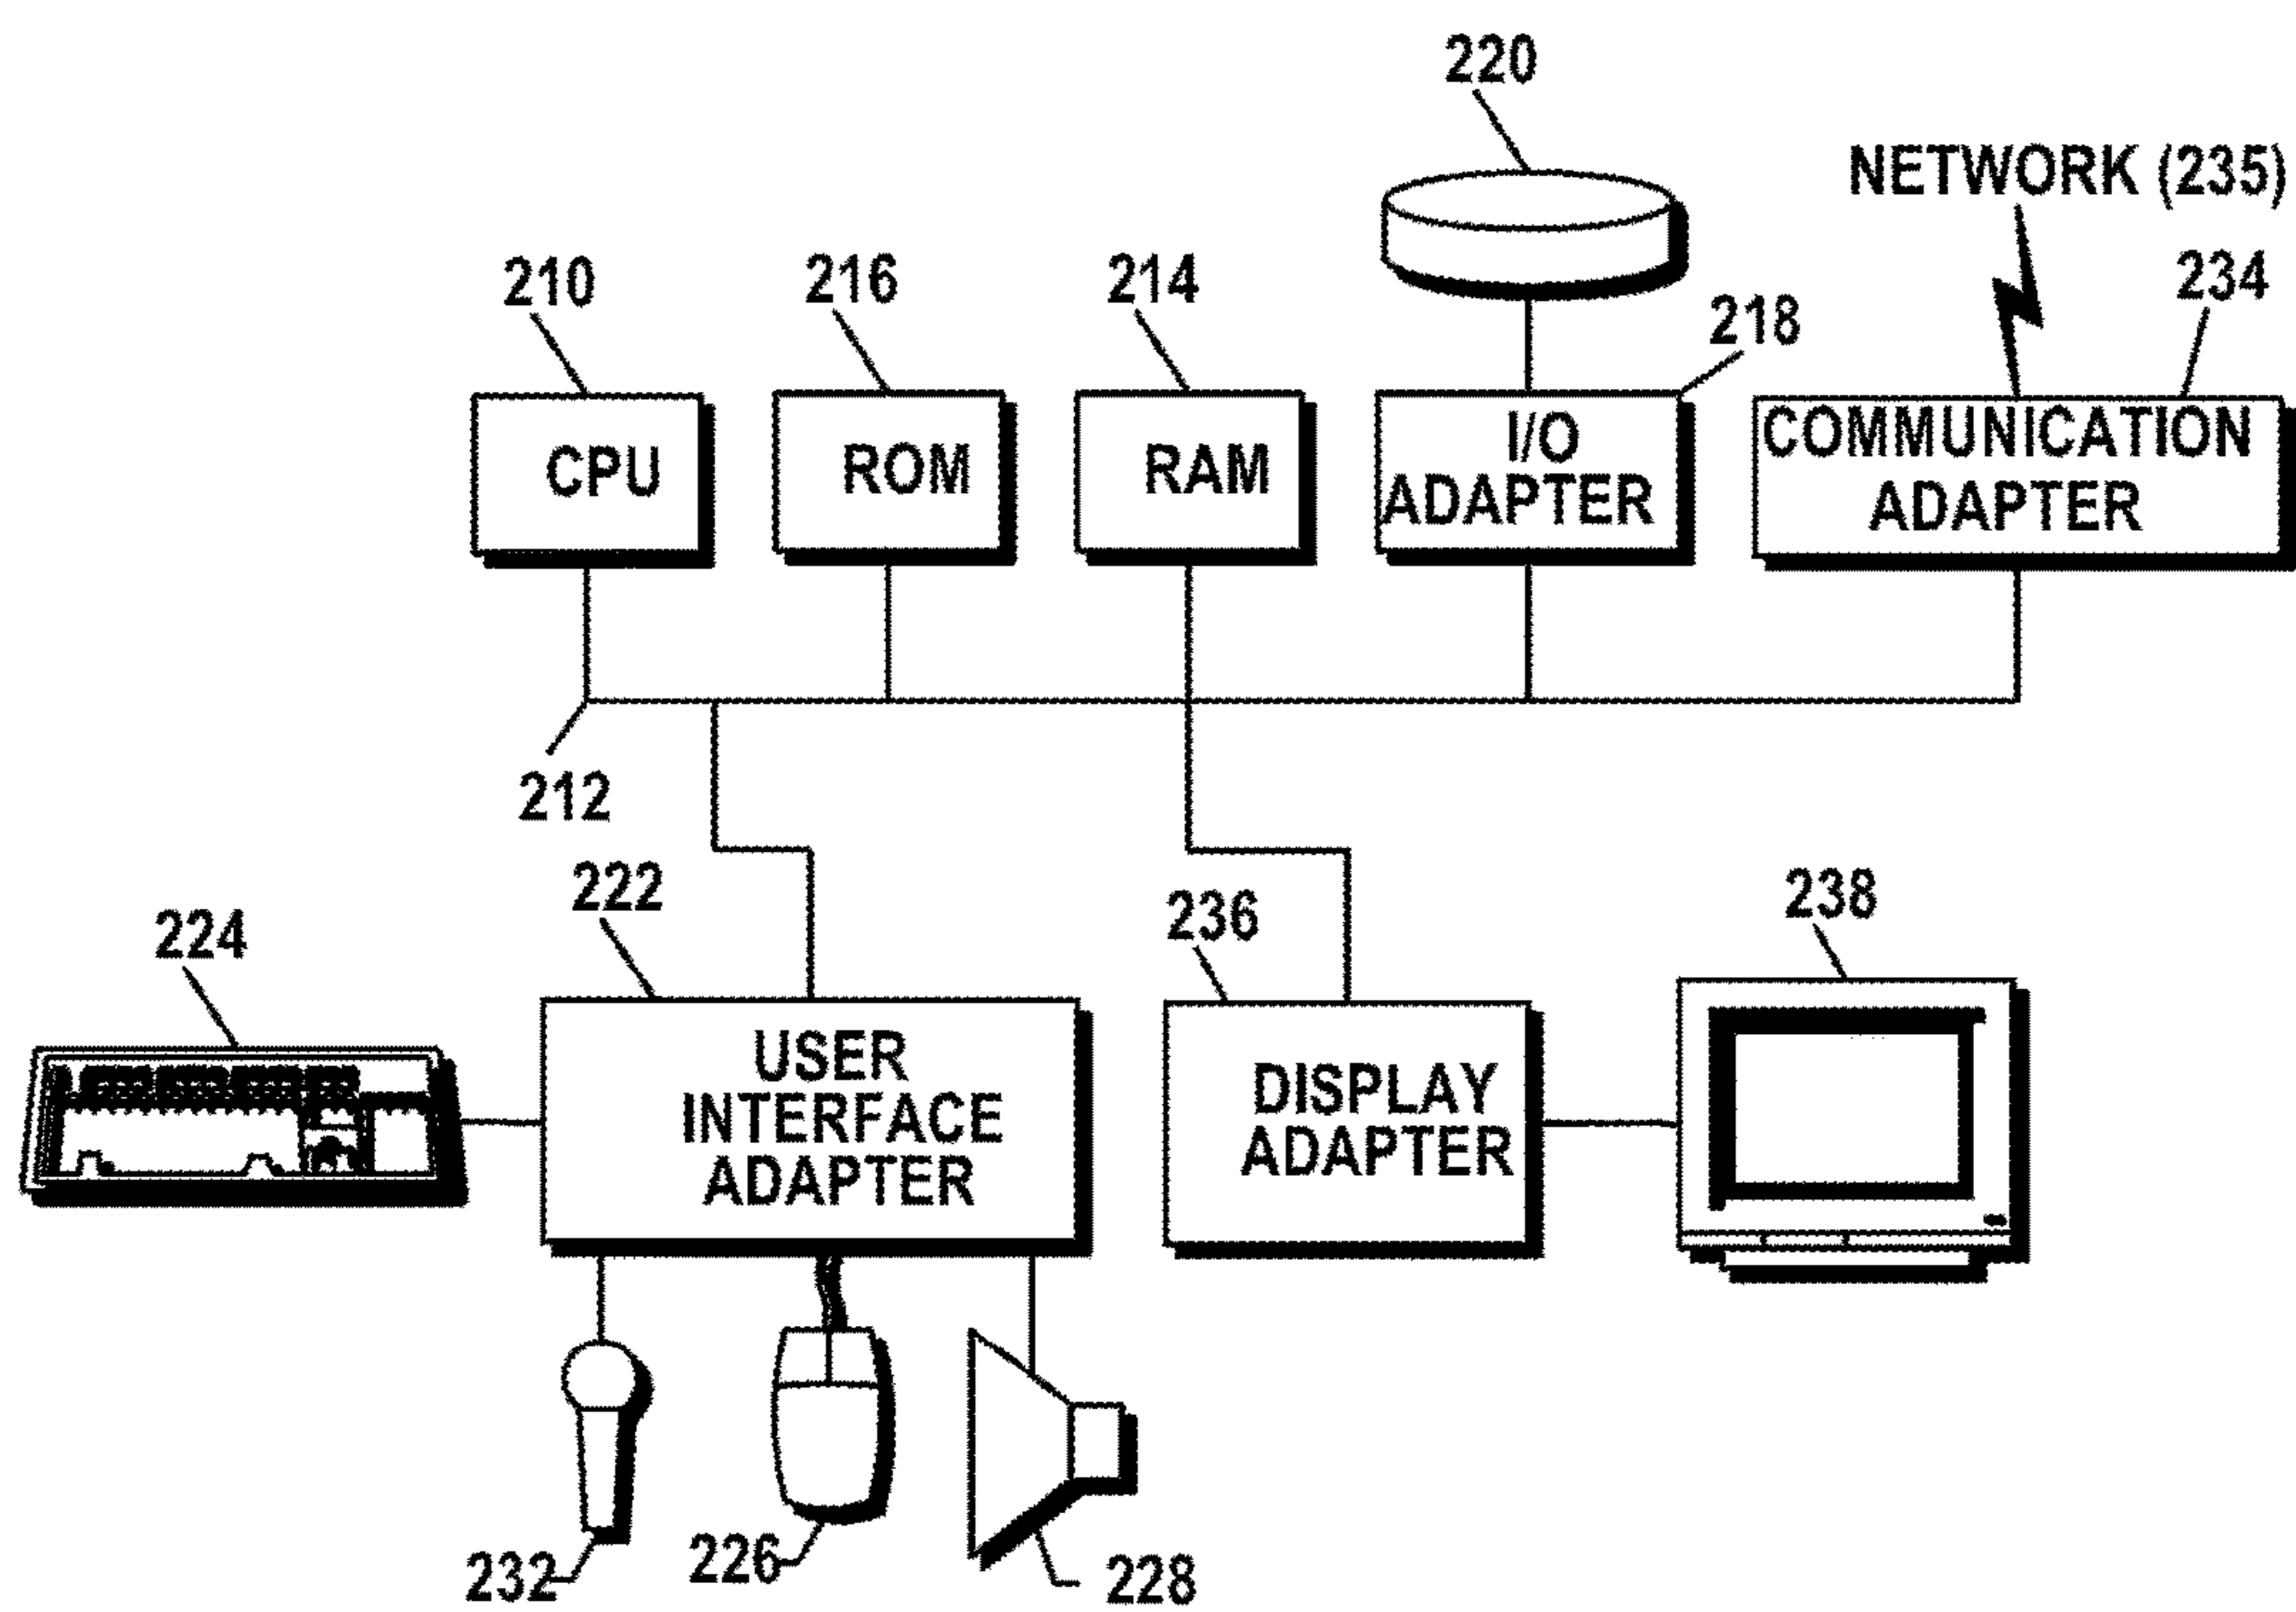 220
NETWORK (235)
210
216
214
218
234
CPU
ROM
RAM
I/O
ADAPTER
COMMUNICATION
ADAPTER
212
222
224
236
238
USER
INTERFACE
ADAPTER
DISPLAY
ADAPTER
232
226
228